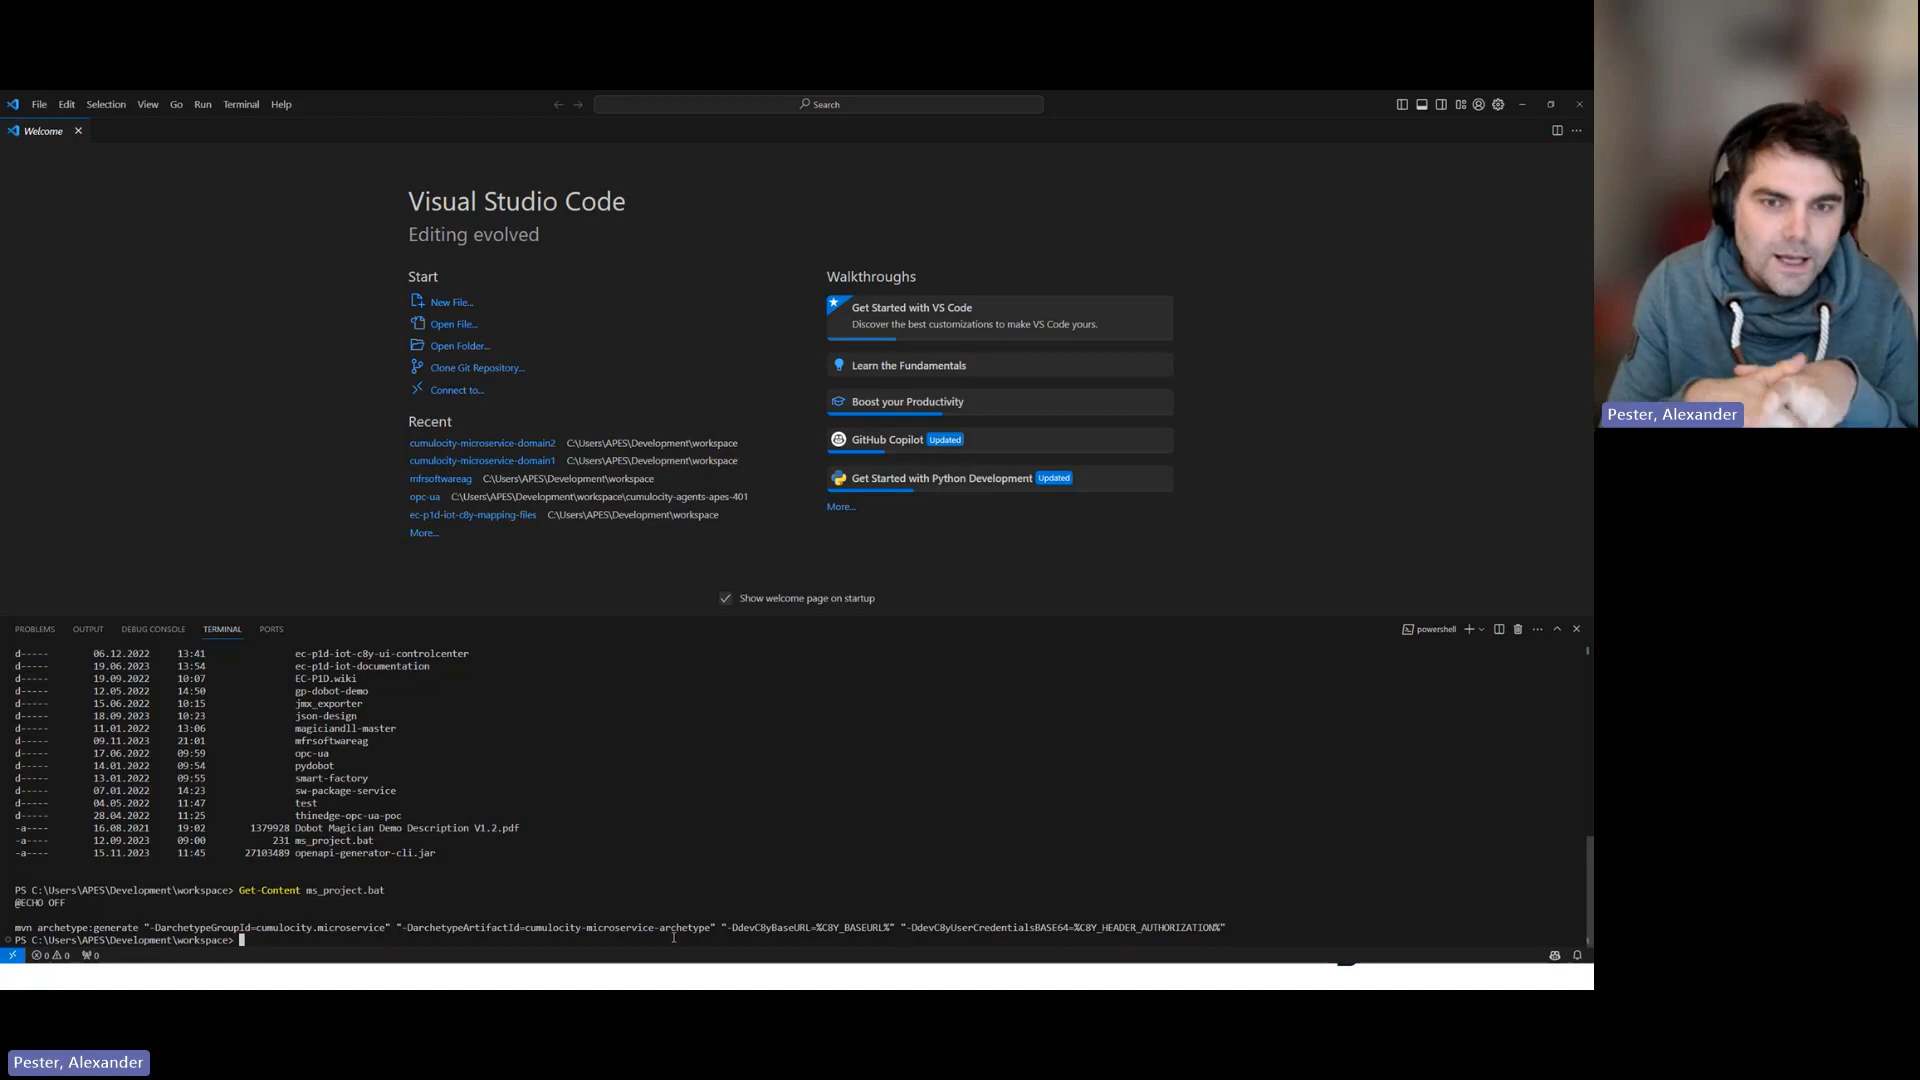 File Edit Selection View Go Run Terminal Help
Search
Welcome
Visual Studio Code
Editing evolved
Start
New File...
Open File...
Open Folder...
Clone Git Repository...
Connect to...
Recent
cumulocity-microservice-domain2 C:\Users\APES\Development\workspace
cumulocity-microservice-domain1 C:\Users\APES\Development\workspace
mfrsoftwareag C:\Users\APES\Development\workspace
opc-ua C:\Users\APES\Development\workspace\cumulocity-agents-apes-401
ec-p1d-iot-c8y-mapping-files C:\Users\APES\Development\workspace
More...
Walkthroughs
Get Started with VS Code
Discover the best customizations to make VS Code yours.
Learn the Fundamentals
Boost your Productivity
GitHub Copilot Updated
Get Started with Python Development Updated
More...
Show welcome page on startup
PROBLEMS OUTPUT DEBUG CONSOLE TERMINAL PORTS
powershell
d----- 06.12.2022 13:41 ec-p1d-iot-c8y-ui-controlcenter
d----- 19.06.2023 13:54 ec-p1d-iot-documentation
d----- 19.09.2022 10:07 EC-P1D.wiki
d----- 12.05.2022 14:50 gp-dobot-demo
d----- 15.06.2022 10:15 jmx_exporter
d----- 18.09.2023 10:23 json-design
d----- 11.01.2022 13:06 magiciandll-master
d----- 09.11.2023 21:01 mfrsoftwareag
d----- 17.06.2022 09:59 opc-ua
d----- 14.01.2022 09:54 pydobot
d----- 13.01.2022 09:55 smart-factory
d----- 07.01.2022 14:23 sw-package-service
d----- 04.05.2022 11:47 test
d----- 28.04.2022 11:25 thinedge-opc-ua-poc
-a---- 16.08.2021 19:02 1379928 Dobot Magician Demo Description V1.2.pdf
-a---- 12.09.2023 09:00 231 ms_project.bat
-a---- 15.11.2023 11:45 27103489 openapi-generator-cli.jar
PS C:\Users\APES\Development\workspace> Get-Content ms_project.bat
@ECHO OFF
mvn archetype:generate "-DarchetypeGroupId=cumulocity.microservice" "-DarchetypeArtifactId=cumulocity-microservice-archetype" "-DdevC8yBaseURL=%C8Y_BASEURL%" "-DdevC8yUserCredentialsBASE64=%C8Y_HEADER_AUTHORIZATION%"
PS C:\Users\APES\Development\workspace>
0 0 0
Pester, Alexander
Pester, Alexander